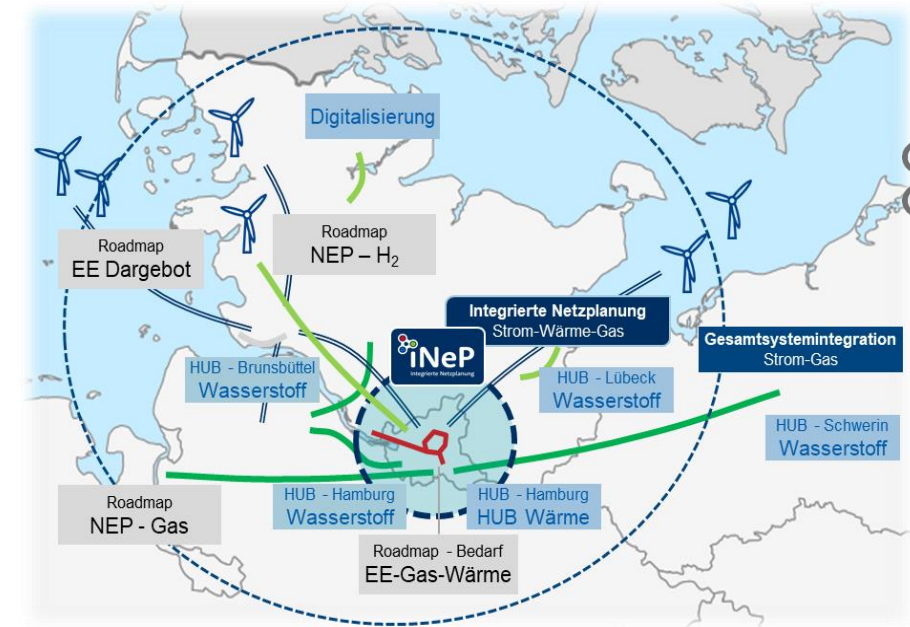 Digitalisierung
Roadmap
EE Dargebot
Roadmap
NEP – H₂
Integrierte Netzplanung
Strom-Wärme-Gas
iNeP
Integrierte Netzplanung
Gesamtsystemintegration
Strom-Gas
HUB - Brunsbüttel
Wasserstoff
HUB - Lübeck
Wasserstoff
HUB - Schwerin
Wasserstoff
HUB - Hamburg
Wasserstoff
HUB - Hamburg
HUB Wärme
Roadmap
NEP - Gas
Roadmap - Bedarf
EE-Gas-Wärme